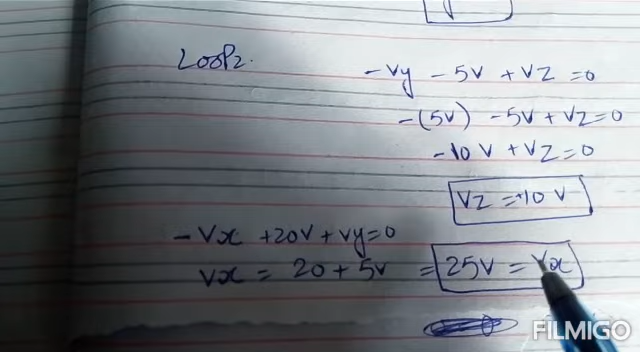 Loop2.
-Vy - 5V + VZ = 0
-(5V) - 5V + VZ = 0
-10V + VZ = 0
VZ = +10 V
-Vx + 20V + Vy = 0
Vx = 20 + 5V = 25V = Vx
FILMIGO